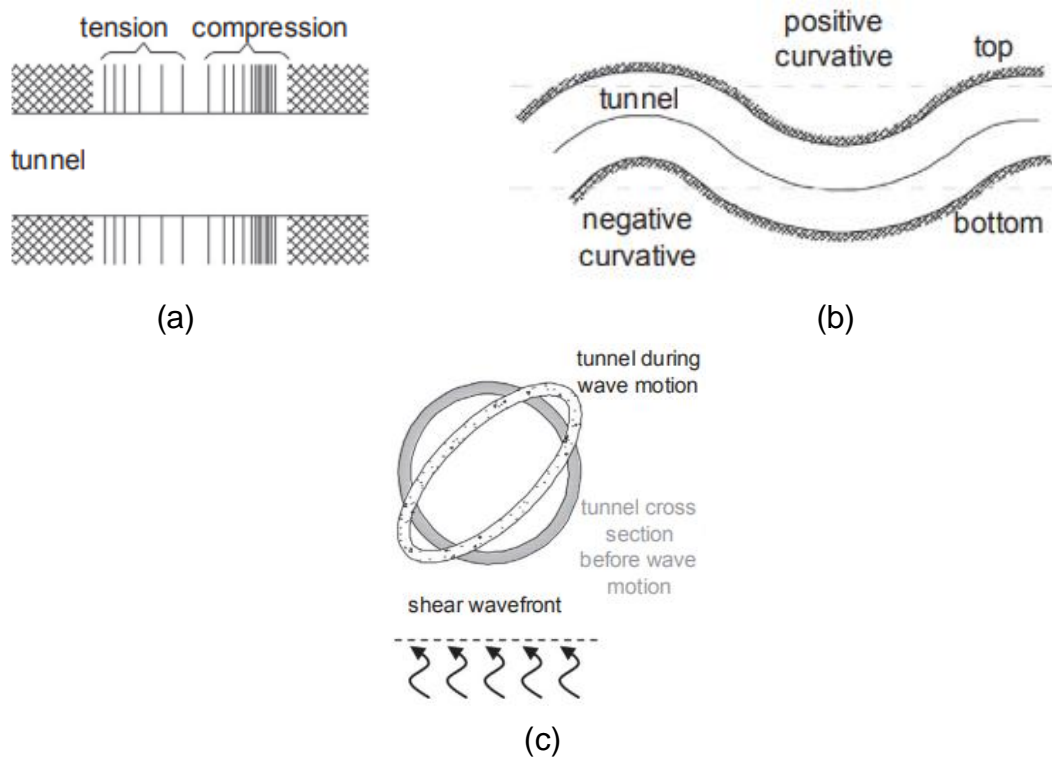 tension compression
tunnel
(a)
positive
curvative
top
tunnel
negative
curvative
bottom
(b)
tunnel during
wave motion
tunnel cross
section
before wave
motion
shear wavefront
(c)